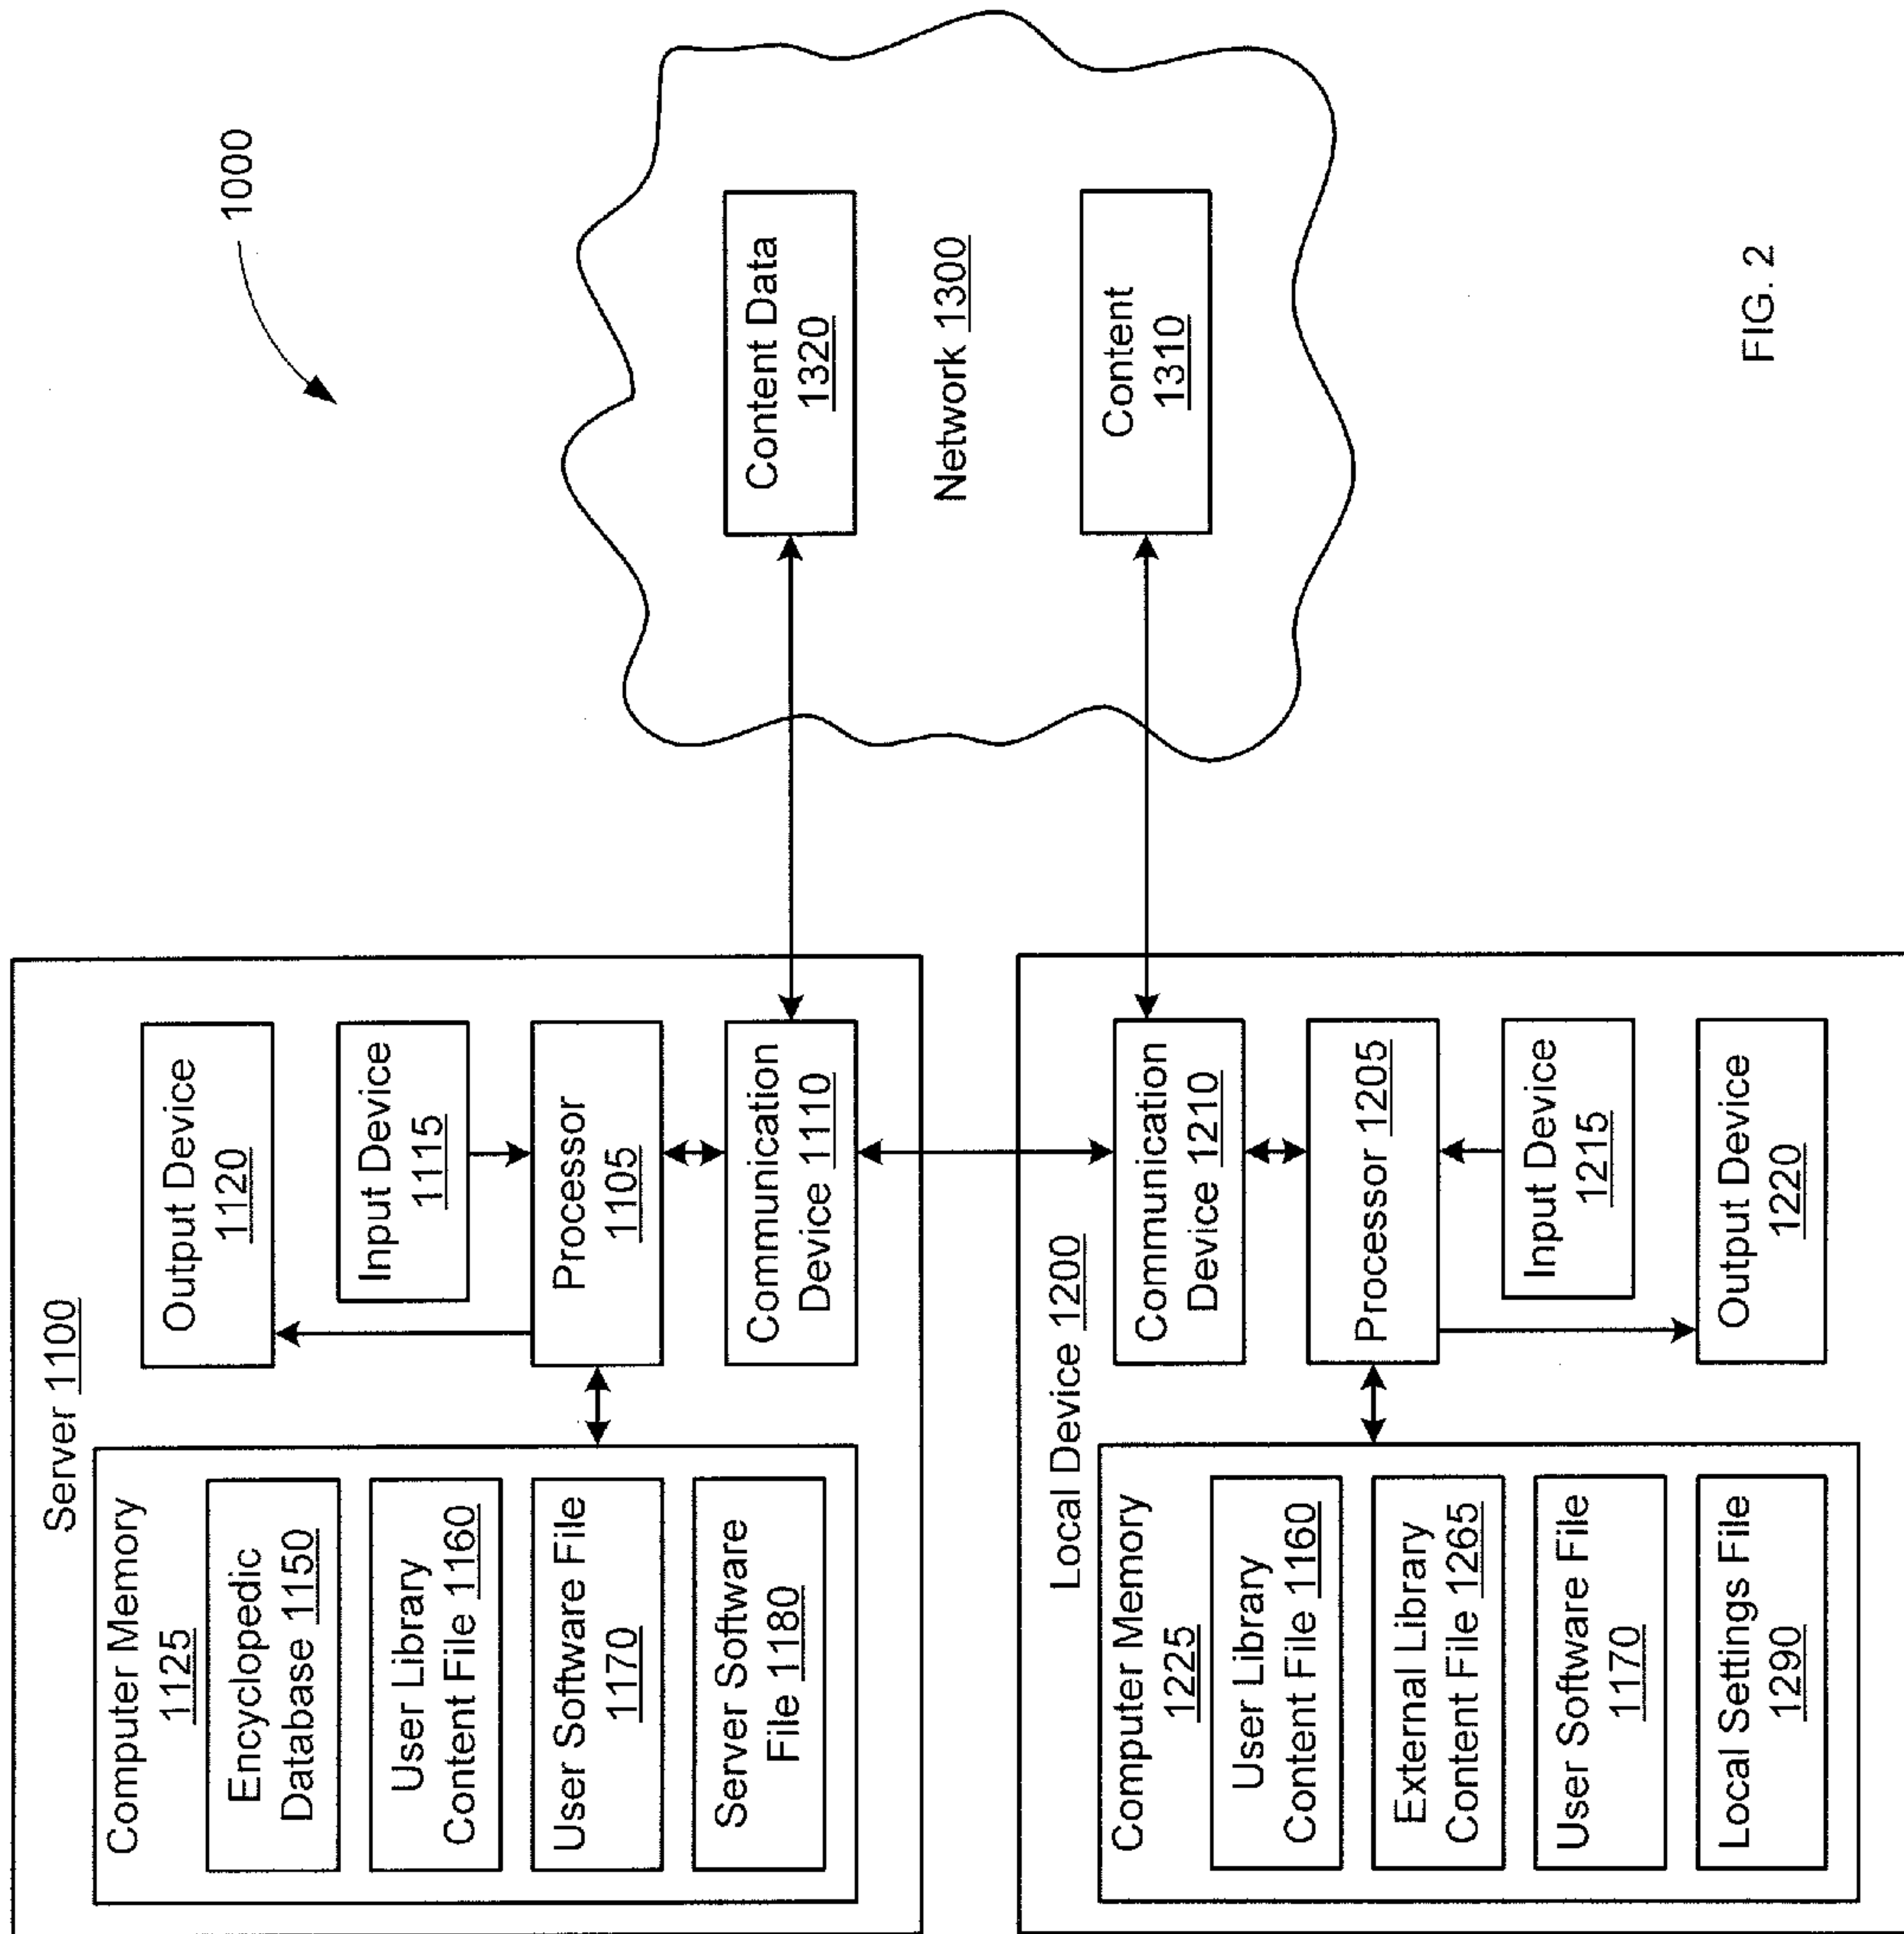 1000
Server 1100
Computer Memory
1125
Encyclopedic
Database 1150
User Library
Content File 1160
User Software File
1170
Server Software
File 1180
Output Device
1120
Input Device
1115
Processor
1105
Communication
Device 1110
Content Data
1320
Network 1300
Content
1310
Local Device 1200
Computer Memory
1225
User Library
Content File 1160
External Library
Content File 1265
User Software File
1170
Local Settings File
1290
Communication
Device 1210
Processor 1205
Input Device
1215
Output Device
1220
FIG. 2